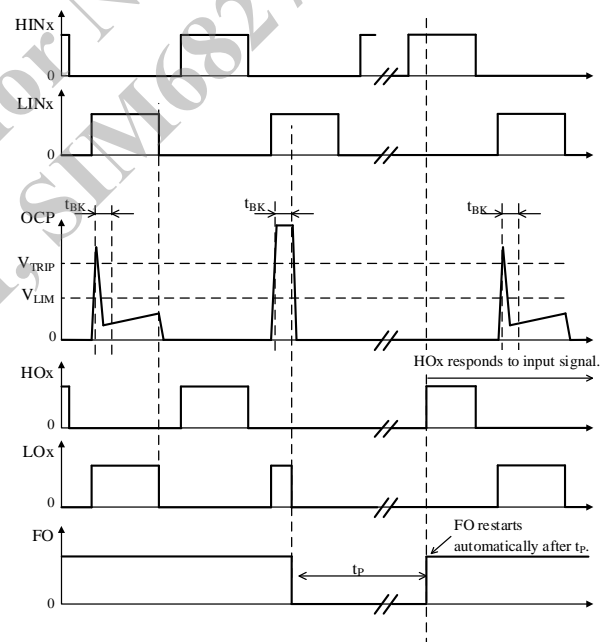 HINx
0
LINx
0
tBK
tBK
tBK
OCP
VTRIP
VLIM
0
HOx responds to input signal.
HOx
0
LOx
0
FO restarts
automatically after tP.
FO
tP
0